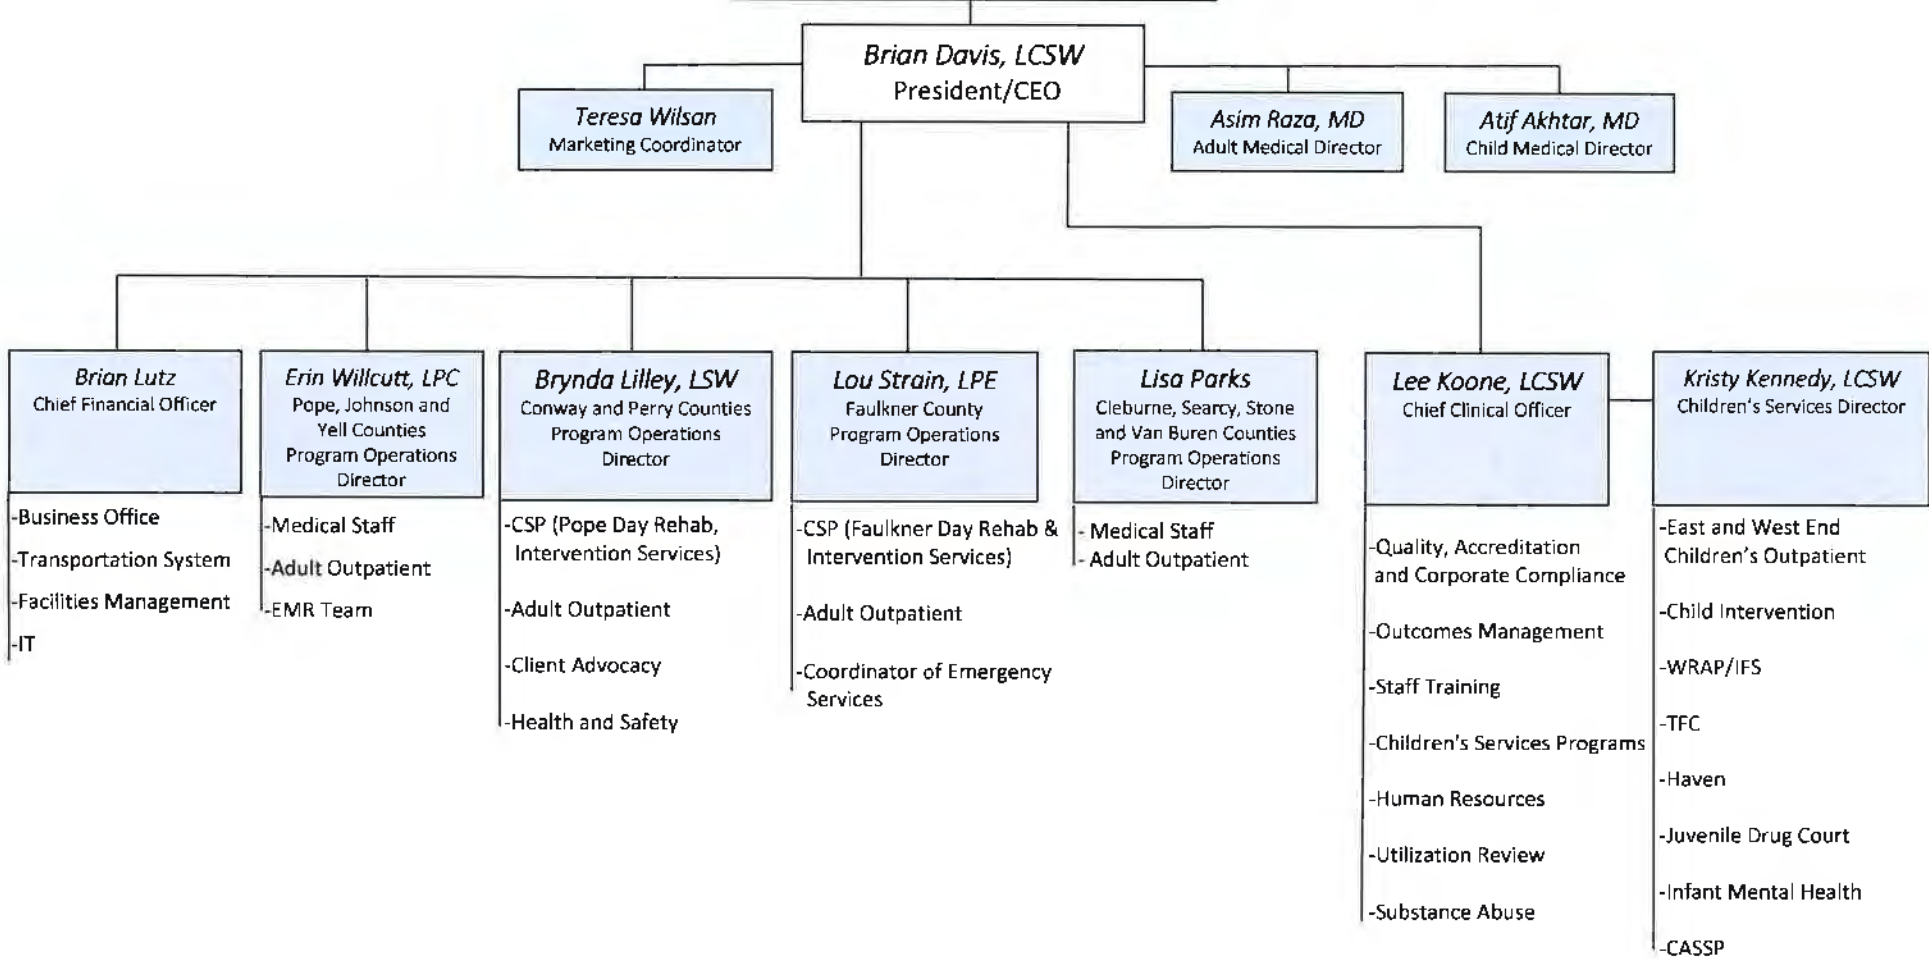 Brian Davis, LCSW
President/CEO
Teresa Wilson
Marketing Coordinator
Asim Raza, MD
Adult Medical Director
Atif Akhtar, MD
Child Medical Director
Brian Lutz
Chief Financial Officer
-Business Office
-Transportation System
-Facilities Management
-IT
Erin Willcutt, LPC
Pope, Johnson and
Yell Counties
Program Operations
Director
-Medical Staff
-Adult Outpatient
-EMR Team
Brynda Lilley, LSW
Conway and Perry Counties
Program Operations
Director
-CSP (Pope Day Rehab,
Intervention Services)
-Adult Outpatient
-Client Advocacy
-Health and Safety
Lou Strain, LPE
Faulkner County
Program Operations
Director
-CSP (Faulkner Day Rehab &
Intervention Services)
-Adult Outpatient
-Coordinator of Emergency
Services
Lisa Parks
Cleburne, Searcy, Stone
and Van Buren Counties
Program Operations
Director
- Medical Staff
- Adult Outpatient
Lee Koone, LCSW
Chief Clinical Officer
-Quality, Accreditation
and Corporate Compliance
-Outcomes Management
-Staff Training
-Children's Services Programs
-Human Resources
-Utilization Review
-Substance Abuse
Kristy Kennedy, LCSW
Children's Services Director
-East and West End
Children's Outpatient
-Child Intervention
-WRAP/IFS
-TFC
-Haven
-Juvenile Drug Court
-Infant Mental Health
-CASSP